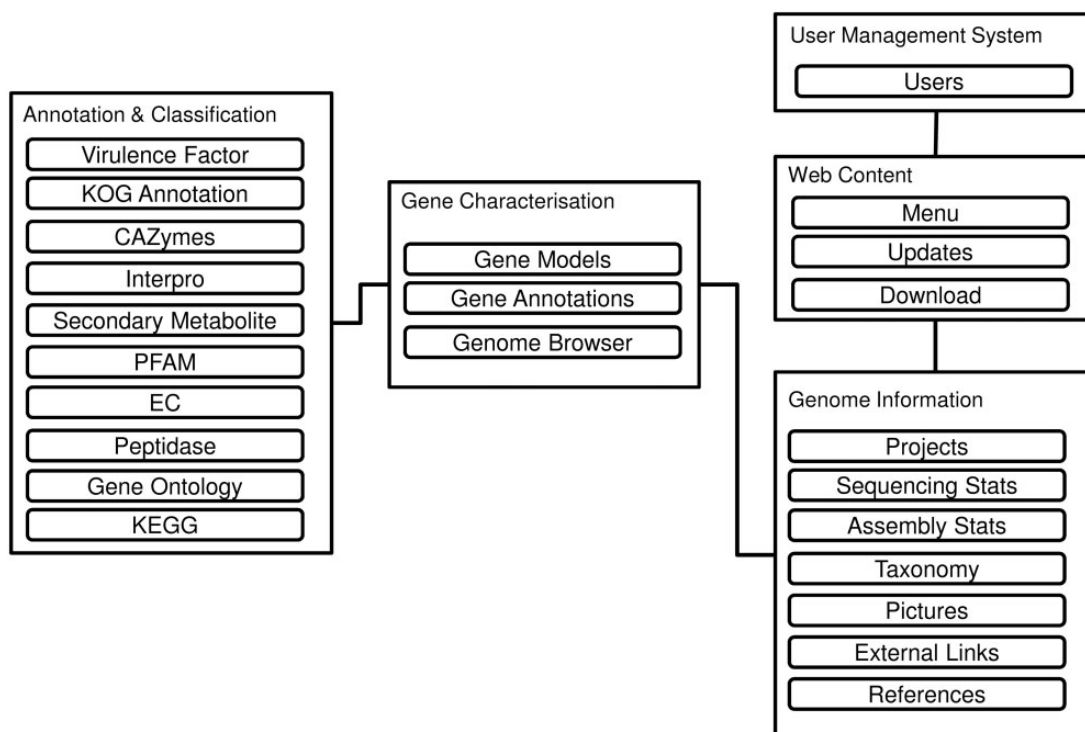 Annotation & Classification
Virulence Factor
KOG Annotation
CAZymes
Interpro
Secondary Metabolite
PFAM
EC
Peptidase
Gene Ontology
KEGG
Gene Characterisation
Gene Models
Gene Annotations
Genome Browser
User Management System
Users
Web Content
Menu
Updates
Download
Genome Information
Projects
Sequencing Stats
Assembly Stats
Taxonomy
Pictures
External Links
References